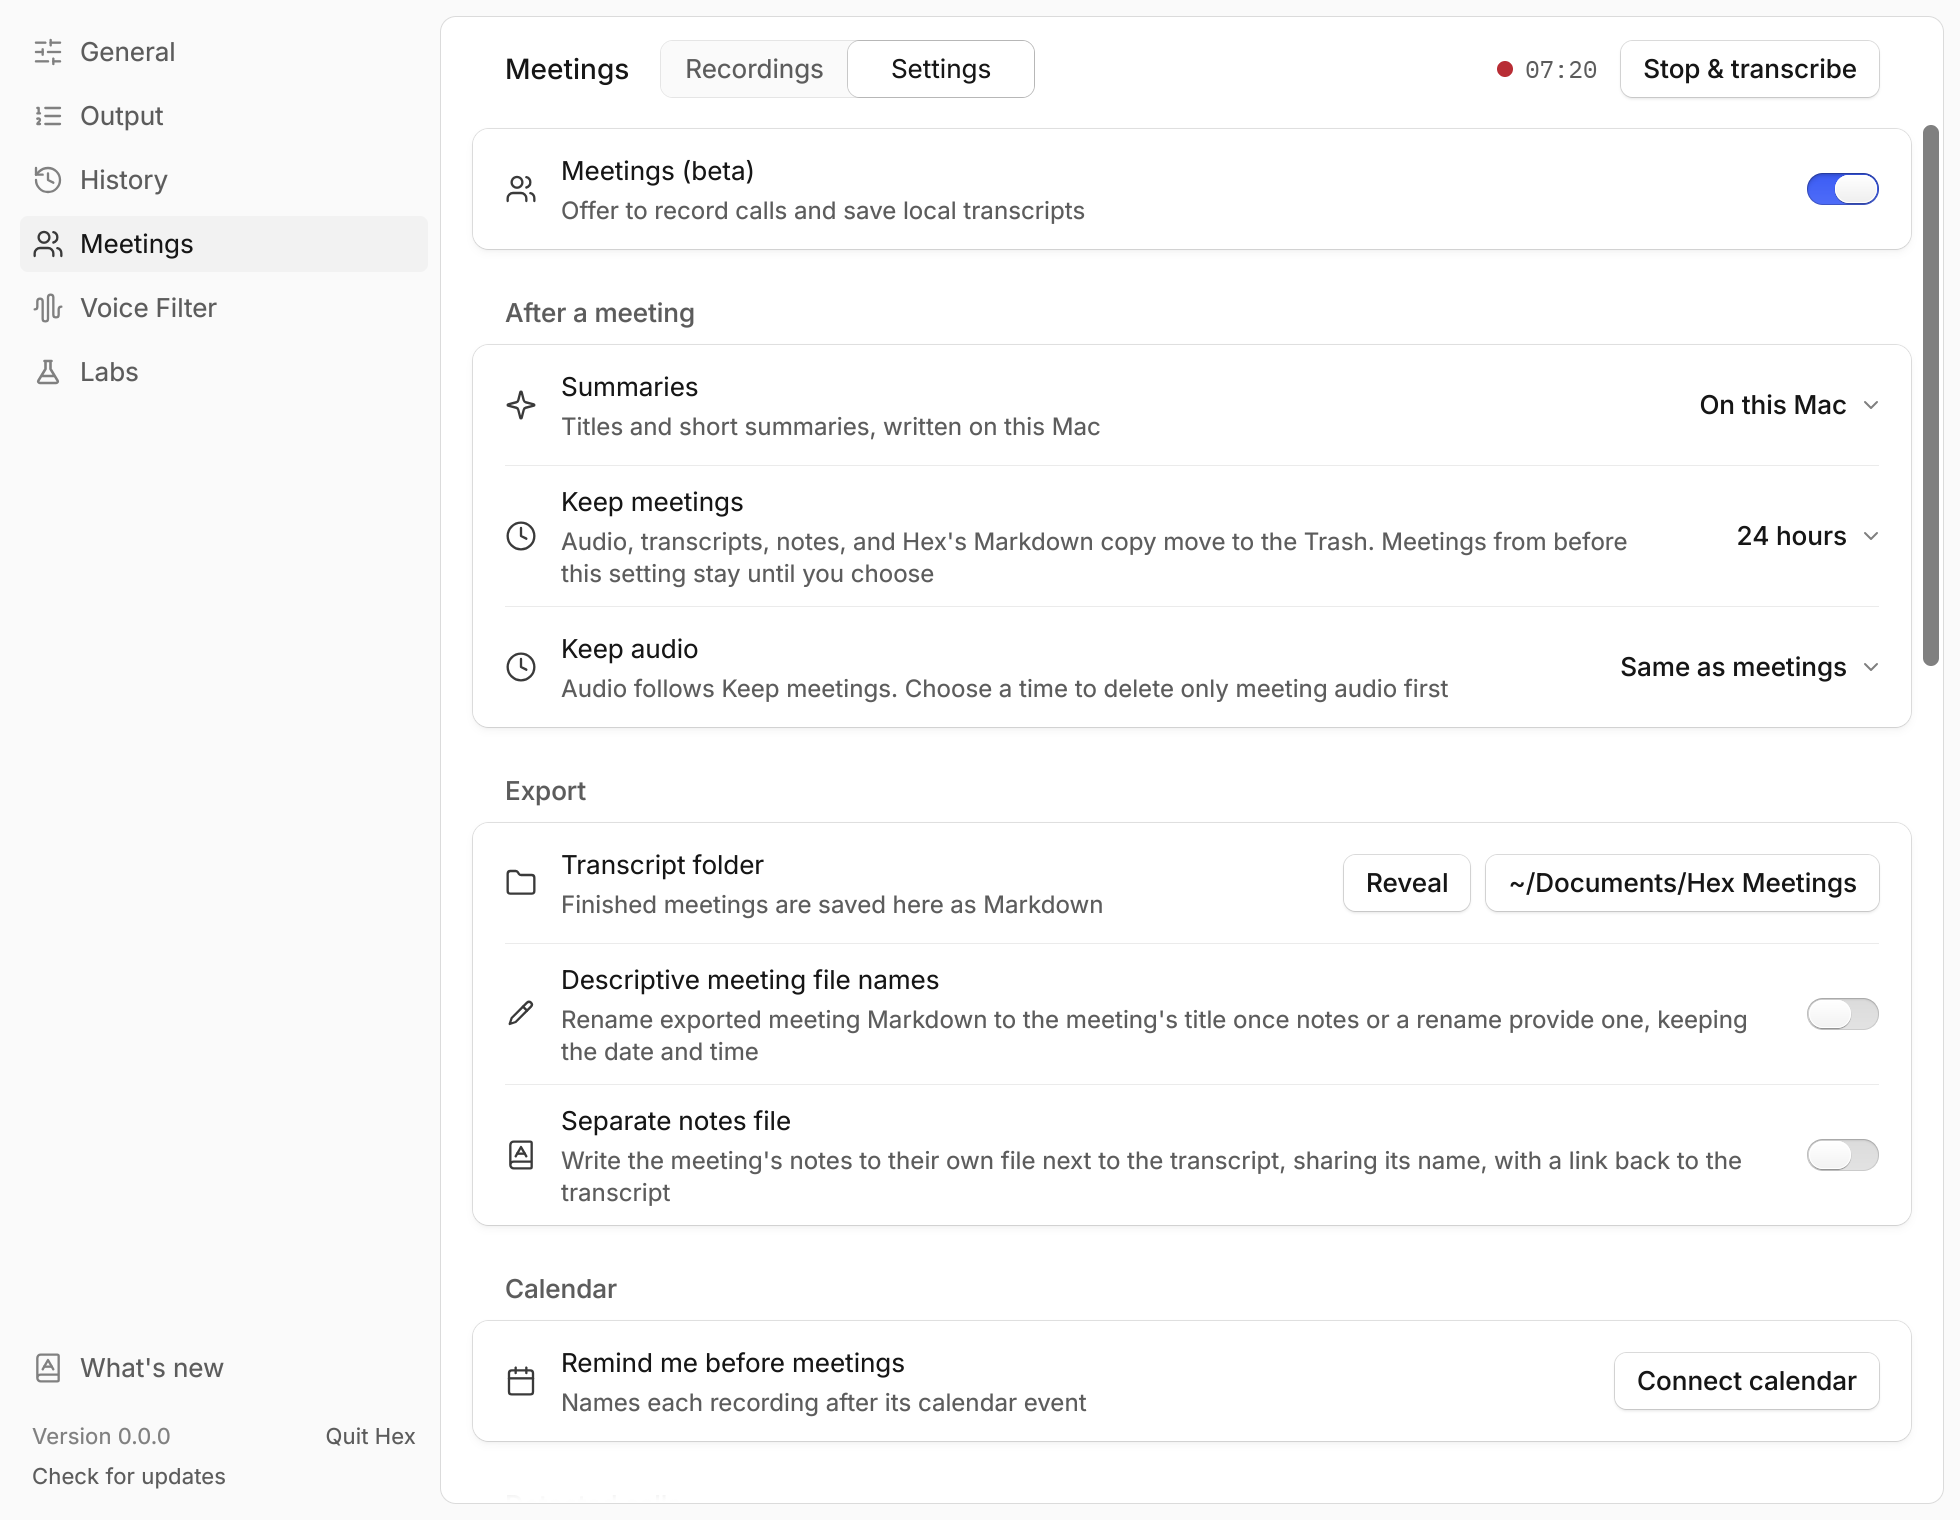 General
Output
History
Meetings
Voice Filter
Labs
What's new
Version 0.0.0
Quit Hex
Check for updates
Meetings
Recordings
Settings
07:20
Stop & transcribe
Meetings (beta)
Offer to record calls and save local transcripts
After a meeting
Summaries
Titles and short summaries, written on this Mac
On this Mac
Keep meetings
Audio, transcripts, notes, and Hex's Markdown copy move to the Trash. Meetings from before
this setting stay until you choose
24 hours
Keep audio
Audio follows Keep meetings. Choose a time to delete only meeting audio first
Same as meetings
Export
Transcript folder
Finished meetings are saved here as Markdown
Reveal
~/Documents/Hex Meetings
Descriptive meeting file names
Rename exported meeting Markdown to the meeting's title once notes or a rename provide one, keeping
the date and time
Separate notes file
Write the meeting's notes to their own file next to the transcript, sharing its name, with a link back to the
transcript
Calendar
Remind me before meetings
Names each recording after its calendar event
Connect calendar